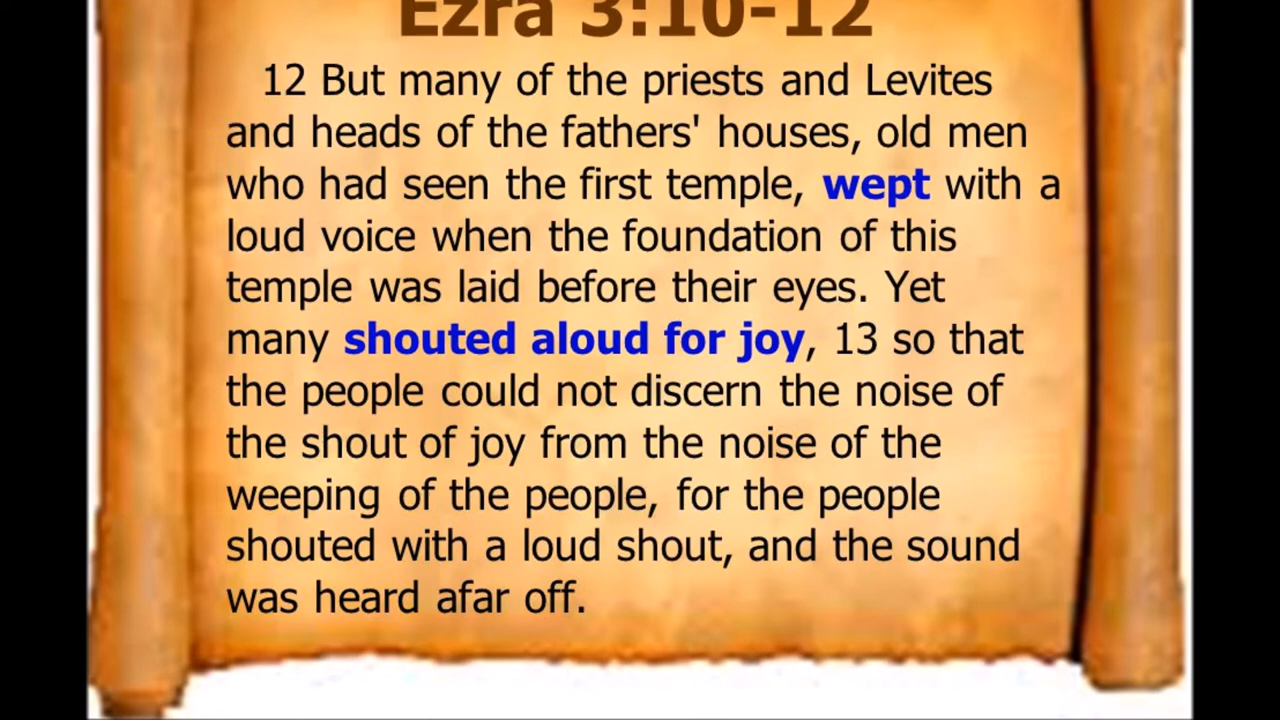 Ezra 3:10-12
12 But many of the priests and Levites
and heads of the fathers' houses, old men
who had seen the first temple, wept with a
loud voice when the foundation of this
temple was laid before their eyes. Yet
many shouted aloud for joy, 13 so that
the people could not discern the noise of
the shout of joy from the noise of the
weeping of the people, for the people
shouted with a loud shout, and the sound
was heard afar off.